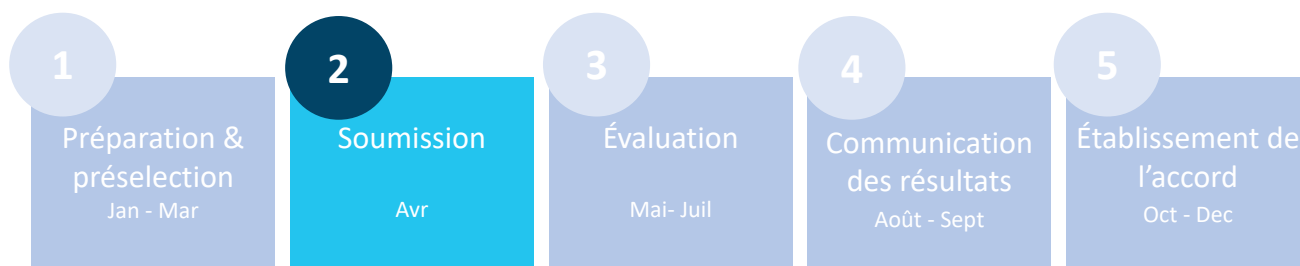 1
Préparation &
préselection
Jan - Mar
2
Soumission
Avr
3
Évaluation
Mai- Juil
4
Communication
des résultats
Août - Sept
5
Établissement de
l’accord
Oct - Dec